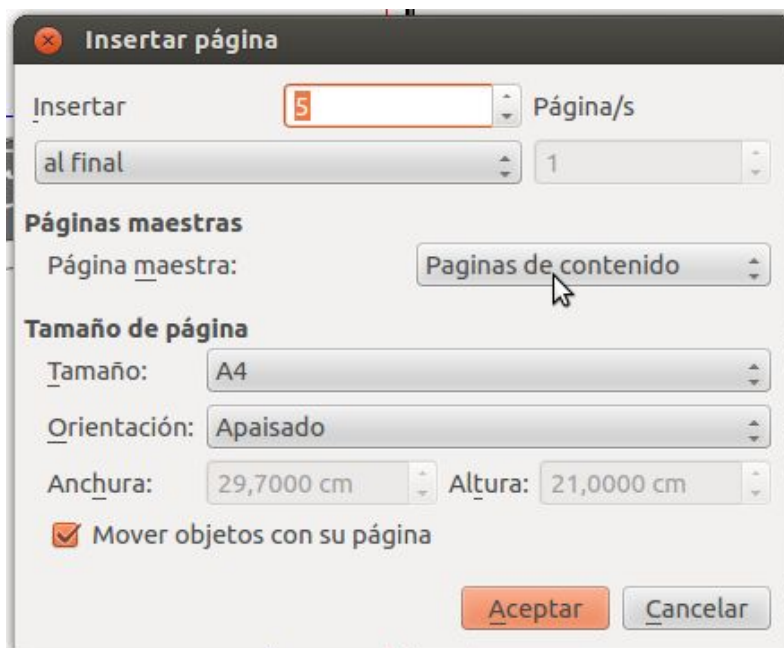 Insertar página
Insertar 5 Página/s
al final 1
Páginas maestras
Página maestra: Paginas de contenido
Tamaño de página
Tamaño: A4
Orientación: Apaisado
Anchura: 29,7000 cm Altura: 21,0000 cm
Mover objetos con su página
Aceptar Cancelar